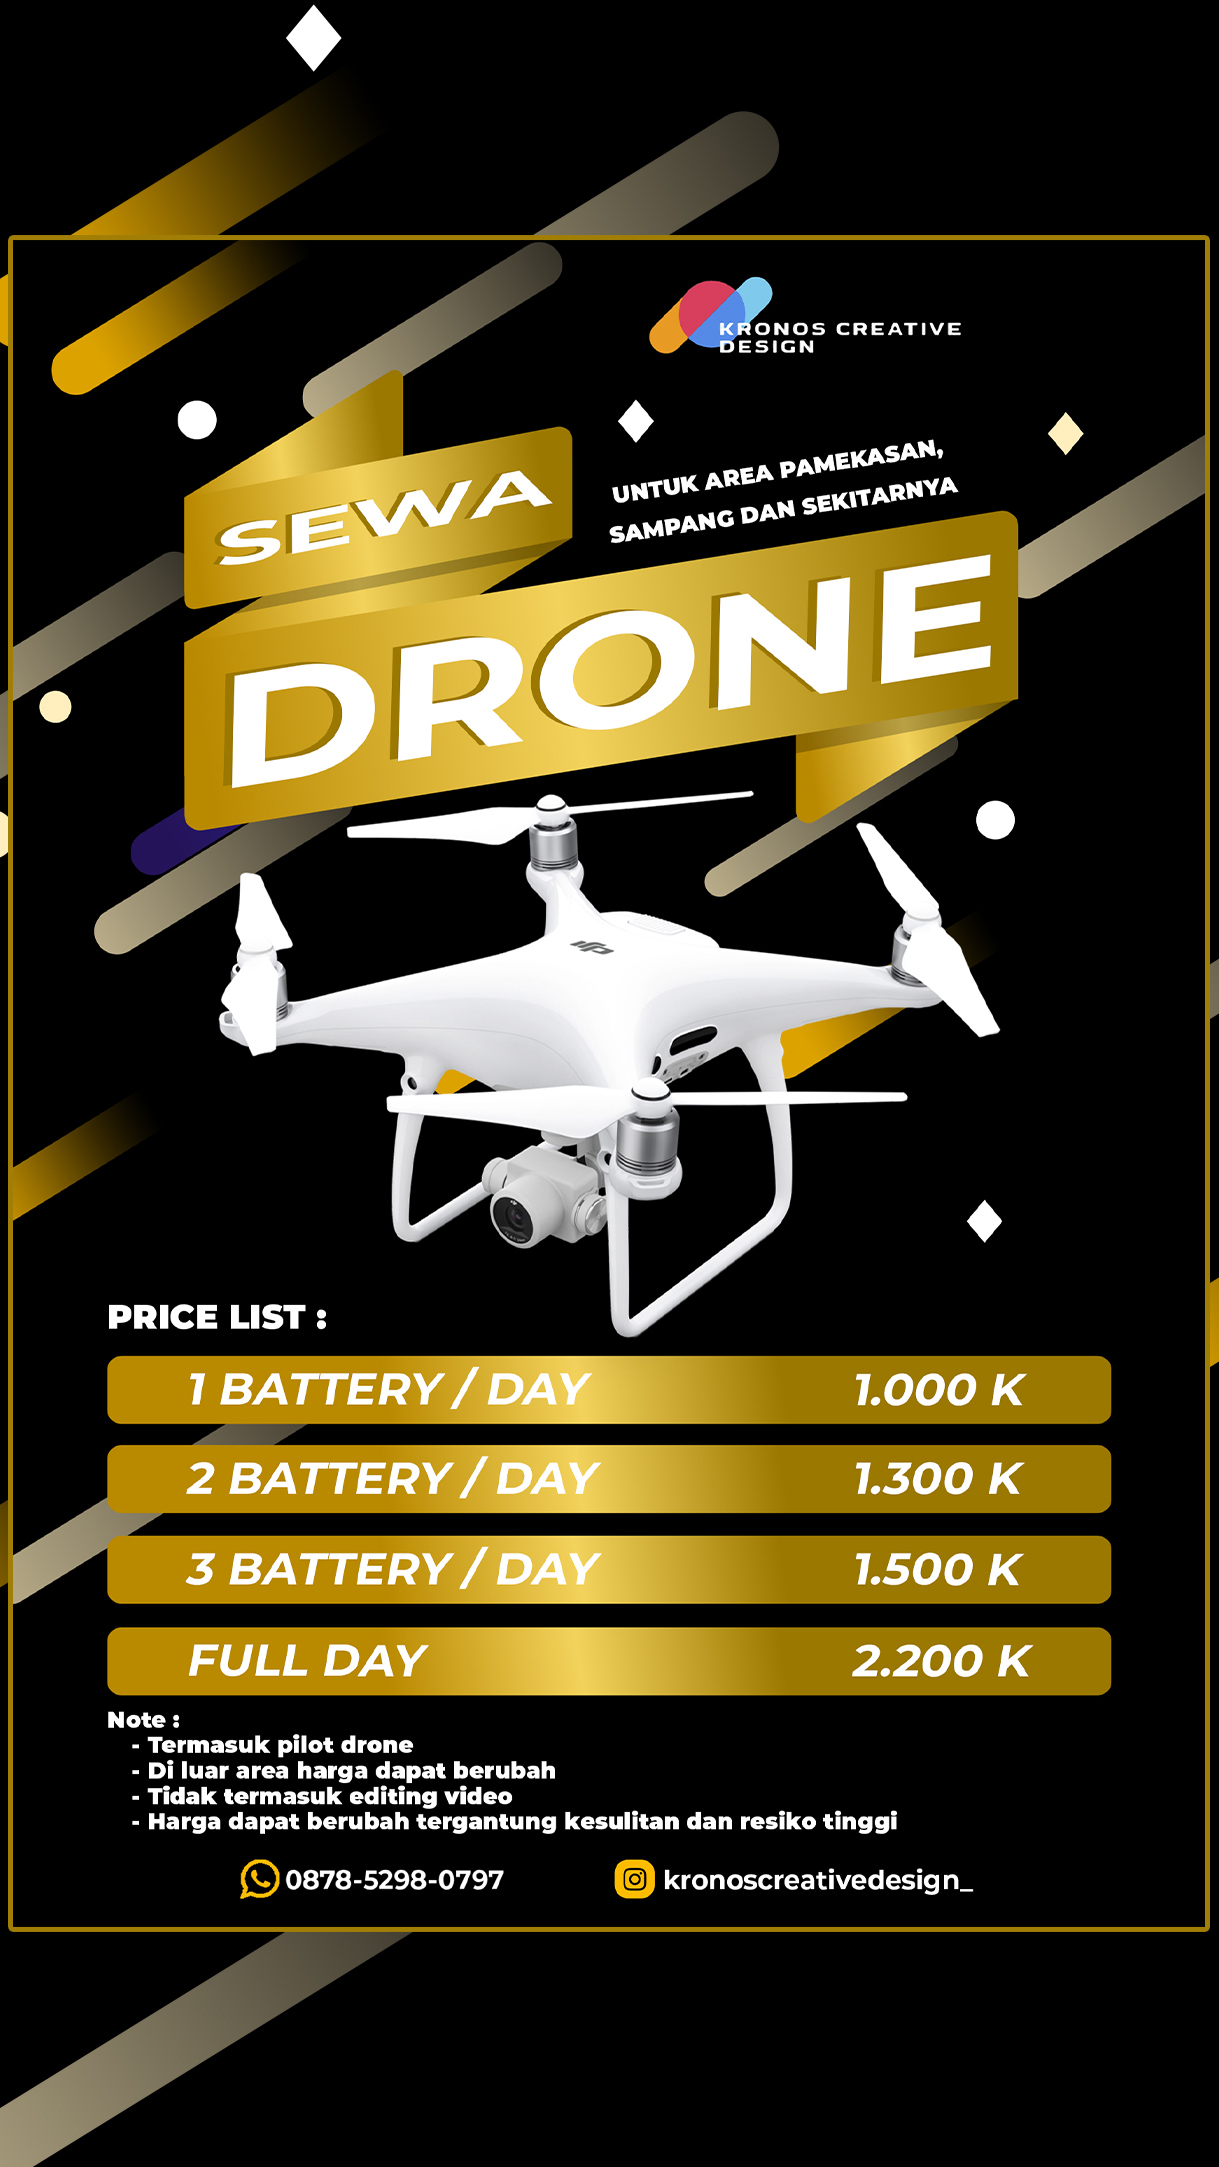 KRONOS CREATIVE
DESIGN
SEWA
UNTUK AREA PAMEKASAN,
SAMPANG DAN SEKITARNYA
DRONE
dji
PRICE LIST :
1 BATTERY / DAY 1.000 K
2 BATTERY / DAY 1.300 K
3 BATTERY / DAY 1.500 K
FULL DAY 2.200 K
Note :
- Termasuk pilot drone
- Di luar area harga dapat berubah
- Tidak termasuk editing video
- Harga dapat berubah tergantung kesulitan dan resiko tinggi
0878-5298-0797
kronoscreativedesign_